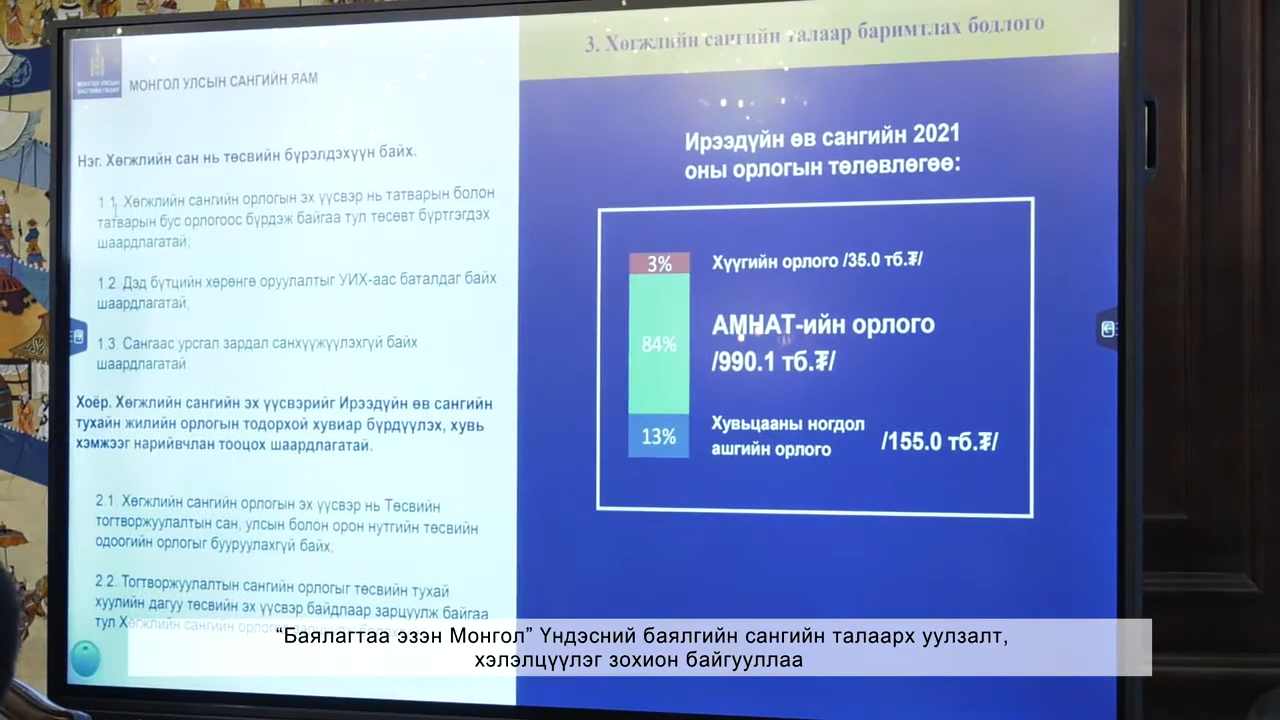 МОНГОЛ УЛСЫН
ЗАСГИЙН ГАЗАР
МОНГОЛ УЛСЫН САНГИЙН ЯАМ
Нэг. Хөгжлийн сан нь төсвийн бүрэлдэхүүн байх.
1.1. Хөгжлийн сангийн орлогын эх үүсвэр нь татварын болон
татварын бус орлогоос бүрдэж байгаа тул төсөвт бүртгэгдэх
шаардлагатай;
1.2. Дэд бүтцийн хөрөнгө оруулалтыг УИХ-аас баталдаг байх
шаардлагатай;
1.3. Сангаас урсгал зардал санхүүжүүлэхгүй байх
шаардлагатай.
Хоёр. Хөгжлийн сангийн эх үүсвэрийг Ирээдүйн өв сангийн
тухайн жилийн орлогын тодорхой хувиар бүрдүүлэх, хувь
хэмжээг нарийвчлан тооцох шаардлагатай.
2.1. Хөгжлийн сангийн орлогын эх үүсвэр нь Төсвийн
тогтворжуулалтын сан, улсын болон орон нутгийн төсвийн
одоогийн орлогыг бууруулахгүй байх;
2.2. Тогтворжуулалтын сангийн орлогыг төсвийн тухай
хуулийн дагуу төсвийн эх үүсвэр байдлаар зарцуулж байгаа
тул Хөгжлийн сангийн
3. Хөгжлийн сангийн талаар баримтлах бодлого
Ирээдүйн өв сангийн 2021
оны орлогын төлөвлөгөө:
3% Хүүгийн орлого /35.0 тб.₮/
84% АМНАТ-ийн орлого
/990.1 тб.₮/
13% Хувьцааны ногдол
ашгийн орлого /155.0 тб.₮/
“Баялагтаа эзэн Монгол” Үндэсний баялгийн сангийн талаарх уулзалт,
хэлэлцүүлэг зохион байгууллаа